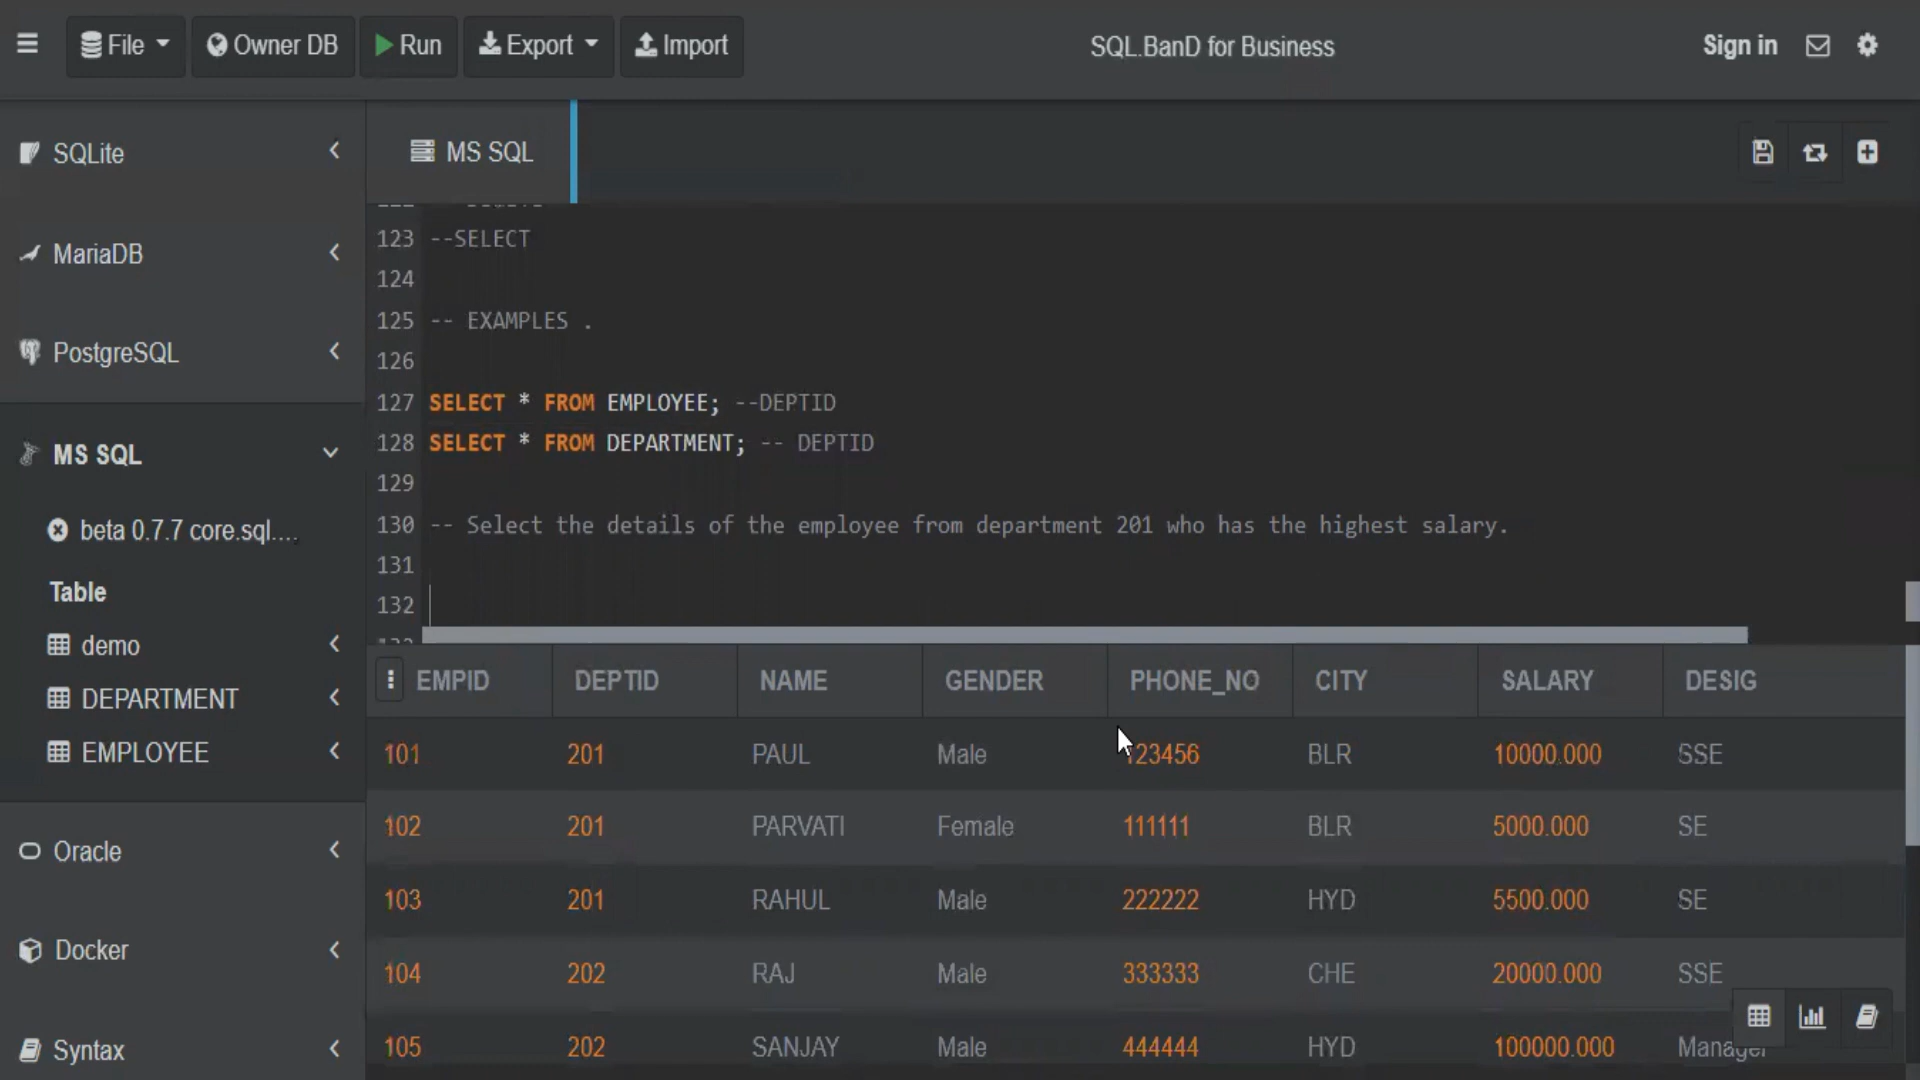 File Owner DB Run Export Import SQL.BanD for Business Sign in
SQLite
MariaDB
PostgreSQL
MS SQL
beta 0.7.7 core.sql....
Table
demo
DEPARTMENT
EMPLOYEE
Oracle
Docker
Syntax
MS SQL
123 --SELECT
124
125 -- EXAMPLES .
126
127 SELECT * FROM EMPLOYEE; --DEPTID
128 SELECT * FROM DEPARTMENT; -- DEPTID
129
130 -- Select the details of the employee from department 201 who has the highest salary.
131
132
EMPID DEPTID NAME GENDER PHONE_NO CITY SALARY DESIG
101 201 PAUL Male 123456 BLR 10000.000 SSE
102 201 PARVATI Female 111111 BLR 5000.000 SE
103 201 RAHUL Male 222222 HYD 5500.000 SE
104 202 RAJ Male 333333 CHE 20000.000 SSE
105 202 SANJAY Male 444444 HYD 100000.000 Manager